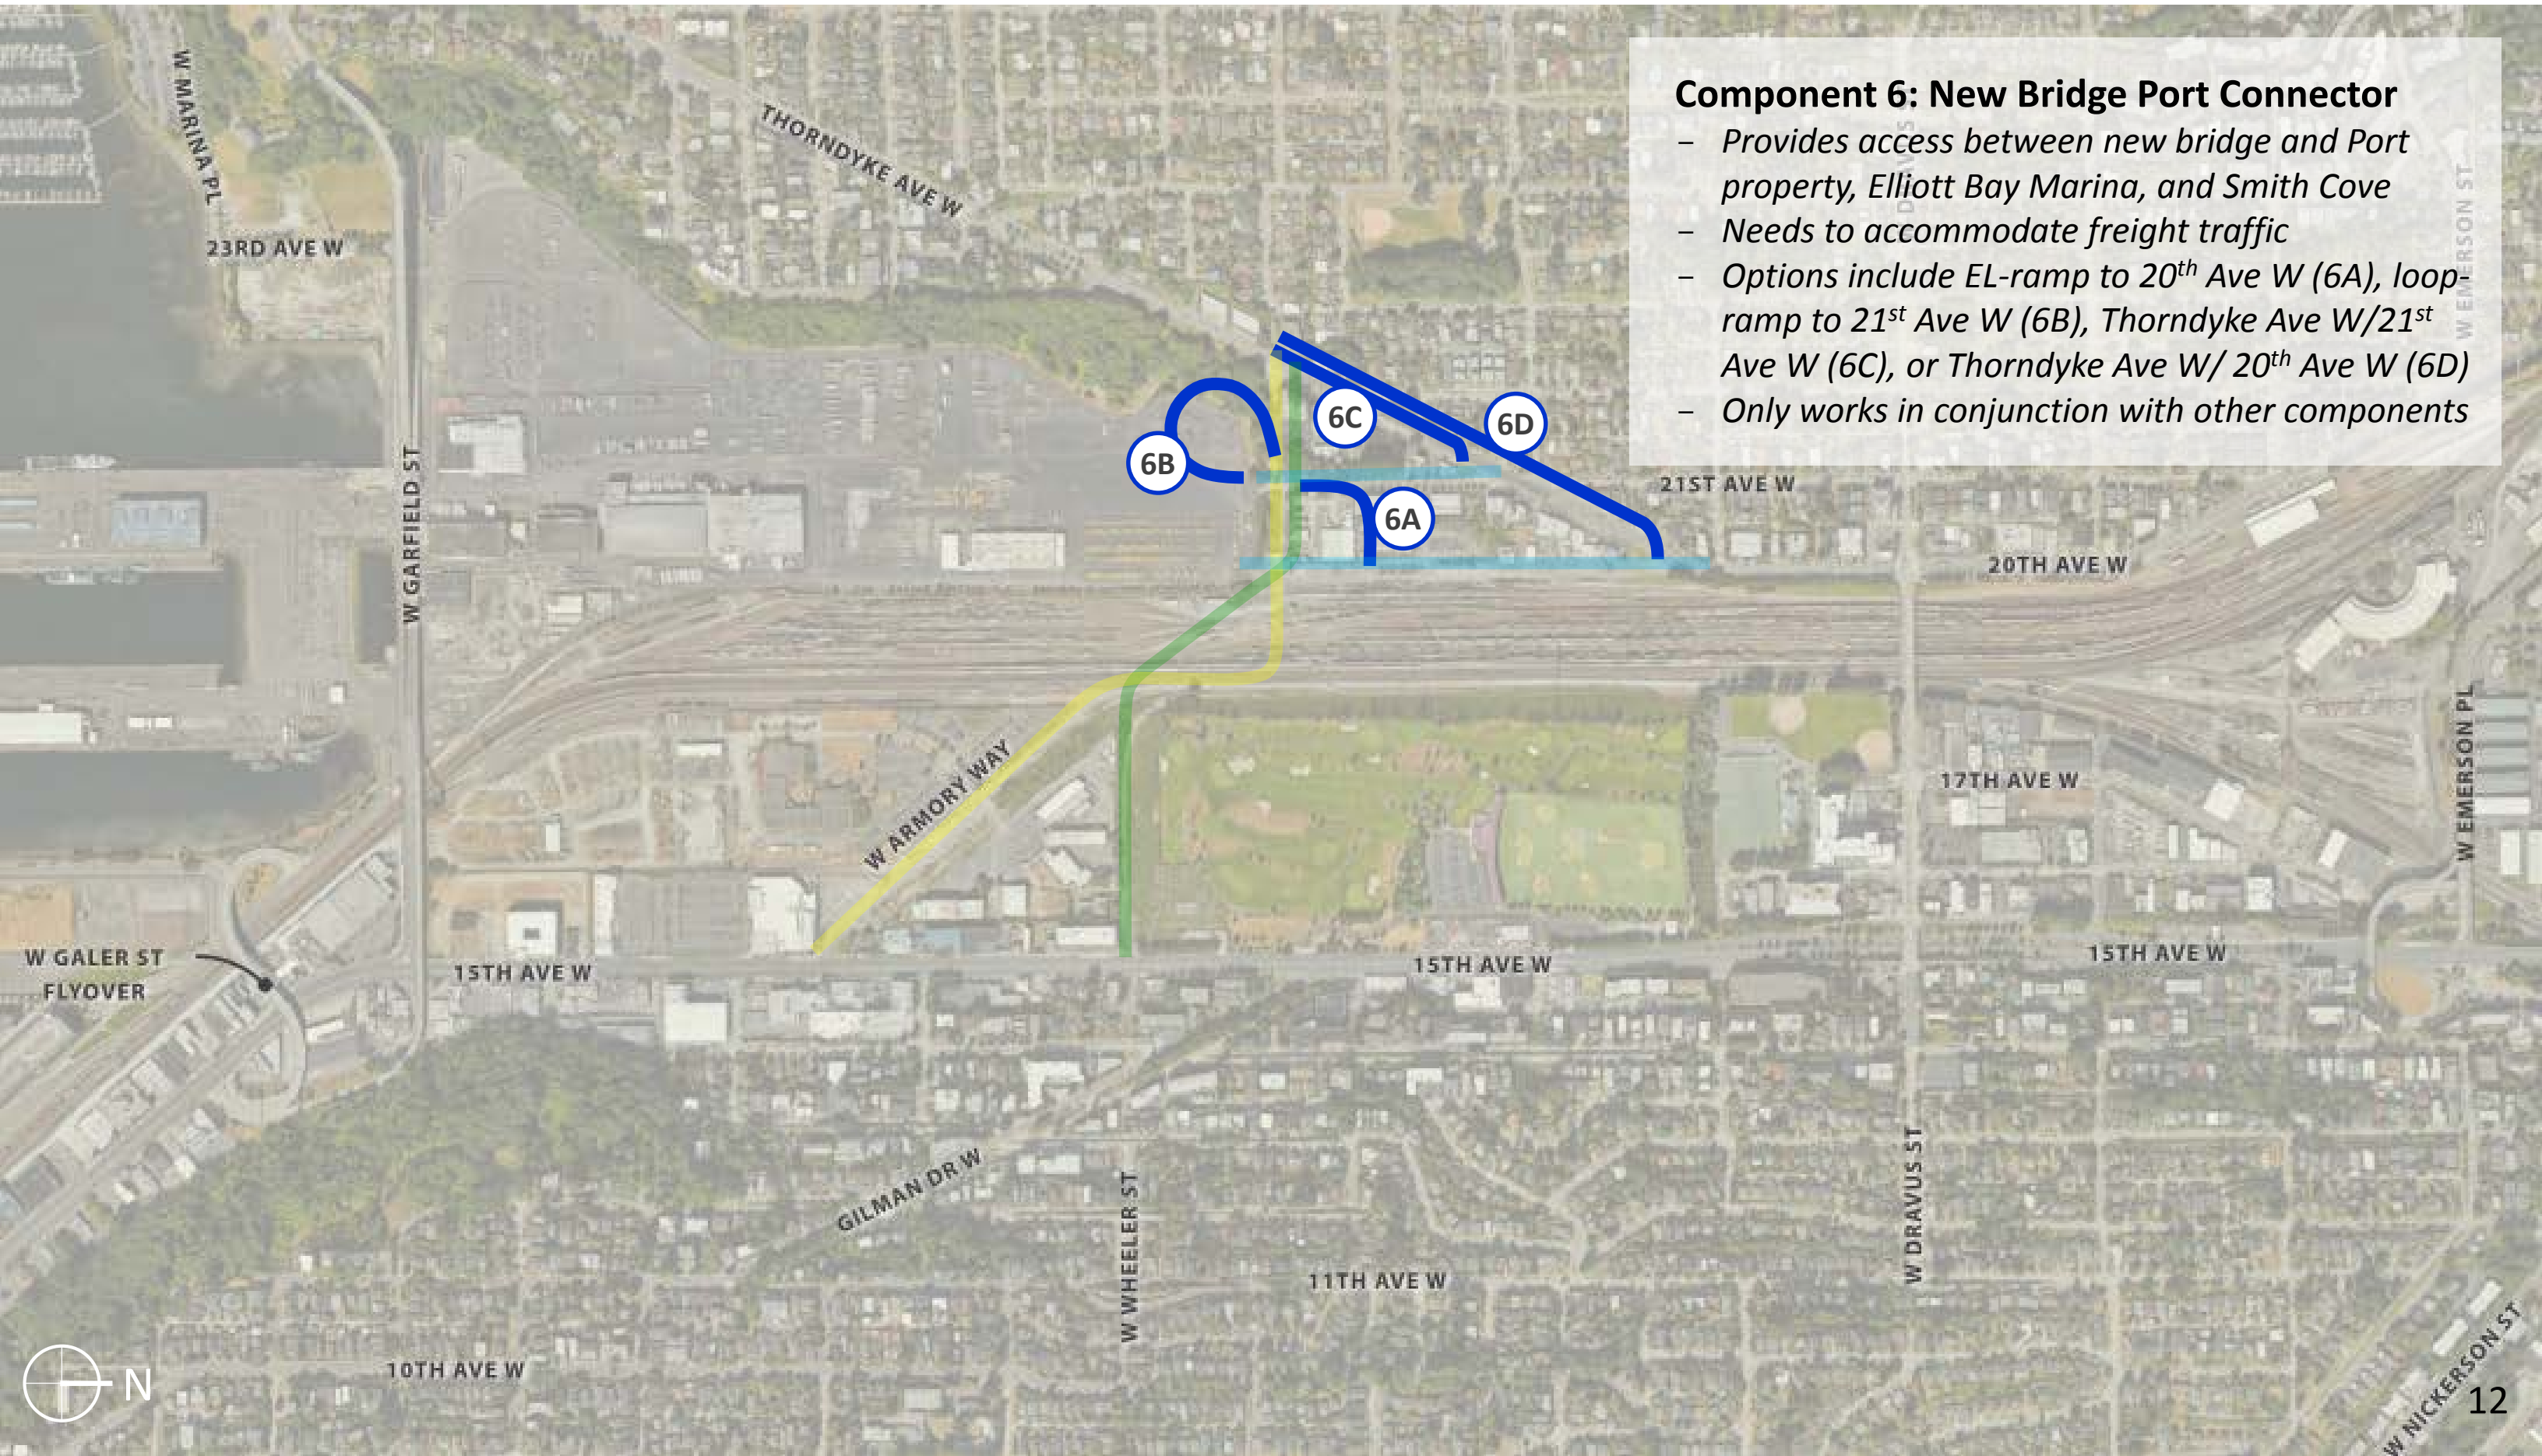 Component 6: New Bridge Port Connector
– Provides access between new bridge and Port
property, Elliott Bay Marina, and Smith Cove
– Needs to accommodate freight traffic
– Options include EL-ramp to 20th Ave W (6A), loop-
ramp to 21st Ave W (6B), Thorndyke Ave W/21st
Ave W (6C), or Thorndyke Ave W/ 20th Ave W (6D)
– Only works in conjunction with other components
W MARINA PL
THORNDYKE AVE W
23RD AVE W
W EMERSON ST
W GARFIELD ST
6C
6D
6B
6A
21ST AVE W
20TH AVE W
W ARMORY WAY
17TH AVE W
W EMERSON PL
W GALER ST
FLYOVER
15TH AVE W
15TH AVE W
15TH AVE W
GILMAN DR W
W WHEELER ST
W DRAVUS ST
11TH AVE W
10TH AVE W
N
W NICKERSON ST
12